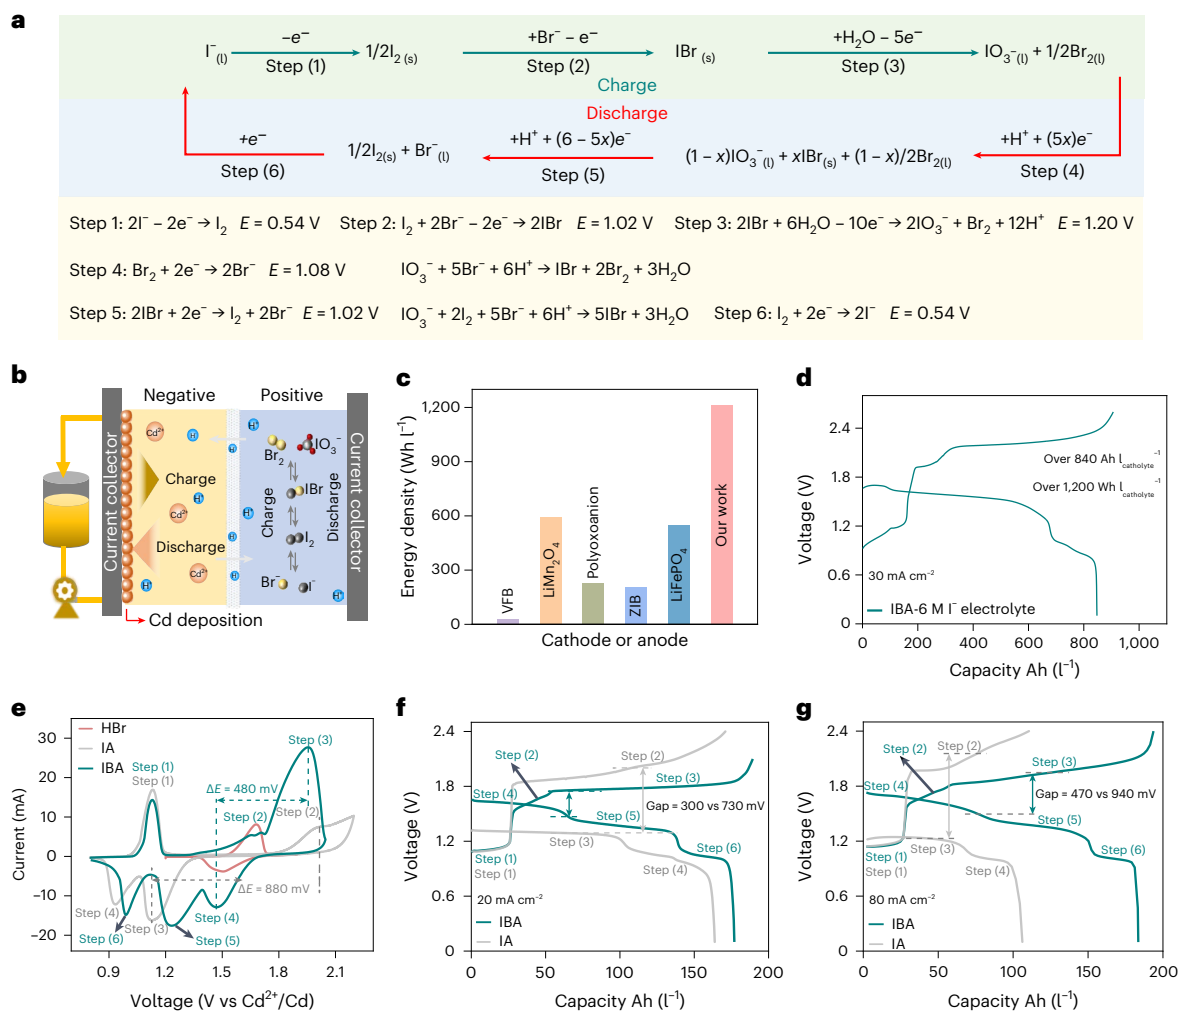 a
I⁻(l) −e⁻ Step (1) 1/2I₂ (s) +Br⁻ − e⁻ Step (2) IBr (s) +H₂O − 5e⁻ Step (3) IO₃⁻(l) + 1/2Br₂(l)
Charge
Discharge
+e⁻ Step (6) 1/2I₂(s) + Br⁻(l) +H⁺ + (6 − 5x)e⁻ Step (5) (1 − x)IO₃⁻(l) + xIBr(s) + (1 − x)/2Br₂(l) +H⁺ + (5x)e⁻ Step (4)
Step 1: 2I⁻ − 2e⁻ → I₂ E = 0.54 V Step 2: I₂ + 2Br⁻ − 2e⁻ → 2IBr E = 1.02 V Step 3: 2IBr + 6H₂O − 10e⁻ → 2IO₃⁻ + Br₂ + 12H⁺ E = 1.20 V
Step 4: Br₂ + 2e⁻ → 2Br⁻ E = 1.08 V IO₃⁻ + 5Br⁻ + 6H⁺ → IBr + 2Br₂ + 3H₂O
Step 5: 2IBr + 2e⁻ → I₂ + 2Br⁻ E = 1.02 V IO₃⁻ + 2I₂ + 5Br⁻ + 6H⁺ → 5IBr + 3H₂O Step 6: I₂ + 2e⁻ → 2I⁻ E = 0.54 V
b
Negative Positive
Current collector
Cd²⁺ H H⁺ H⁺
Br₂ IO₃⁻
Charge
H⁺ IBr
Cd²⁺ H⁺
Charge
Discharge
Discharge
H⁺ I₂
Cd²⁺ H⁺
H⁺ Br⁻ I⁻ H⁺
Current collector
Cd deposition
c
Energy density (Wh l⁻¹)
1,200
900
600
300
0
VFB
LiMn₂O₄
Polyoxoanion
ZIB
LiFePO₄
Our work
Cathode or anode
d
Voltage (V)
2.4
1.8
1.2
0.6
0
Over 840 Ah lcatholyte⁻¹
Over 1,200 Wh lcatholyte⁻¹
30 mA cm⁻²
IBA-6 M I⁻ electrolyte
0 200 400 600 800 1,000
Capacity Ah (l⁻¹)
e
Current (mA)
30
20
10
0
−10
−20
HBr
IA
IBA
Step (1)
Step (1)
Step (3)
ΔE = 480 mV
Step (2)
Step (2)
ΔE = 880 mV
Step (4)
Step (3)
Step (4)
Step (6)
Step (5)
0.9 1.2 1.5 1.8 2.1
Voltage (V vs Cd²⁺/Cd)
f
Voltage (V)
2.4
1.8
1.2
0.6
0
Step (2)
Step (2)
Step (3)
Step (4)
Gap = 300 vs 730 mV
Step (5)
Step (3)
Step (6)
Step (1)
Step (1)
Step (4)
20 mA cm⁻²
IBA
IA
0 50 100 150 200
Capacity Ah (l⁻¹)
g
Voltage (V)
2.4
1.8
1.2
0.6
0
Step (2)
Step (2)
Step (3)
Step (4)
Gap = 470 vs 940 mV
Step (5)
Step (3)
Step (6)
Step (1)
Step (1)
Step (4)
80 mA cm⁻²
IBA
IA
0 50 100 150 200
Capacity Ah (l⁻¹)